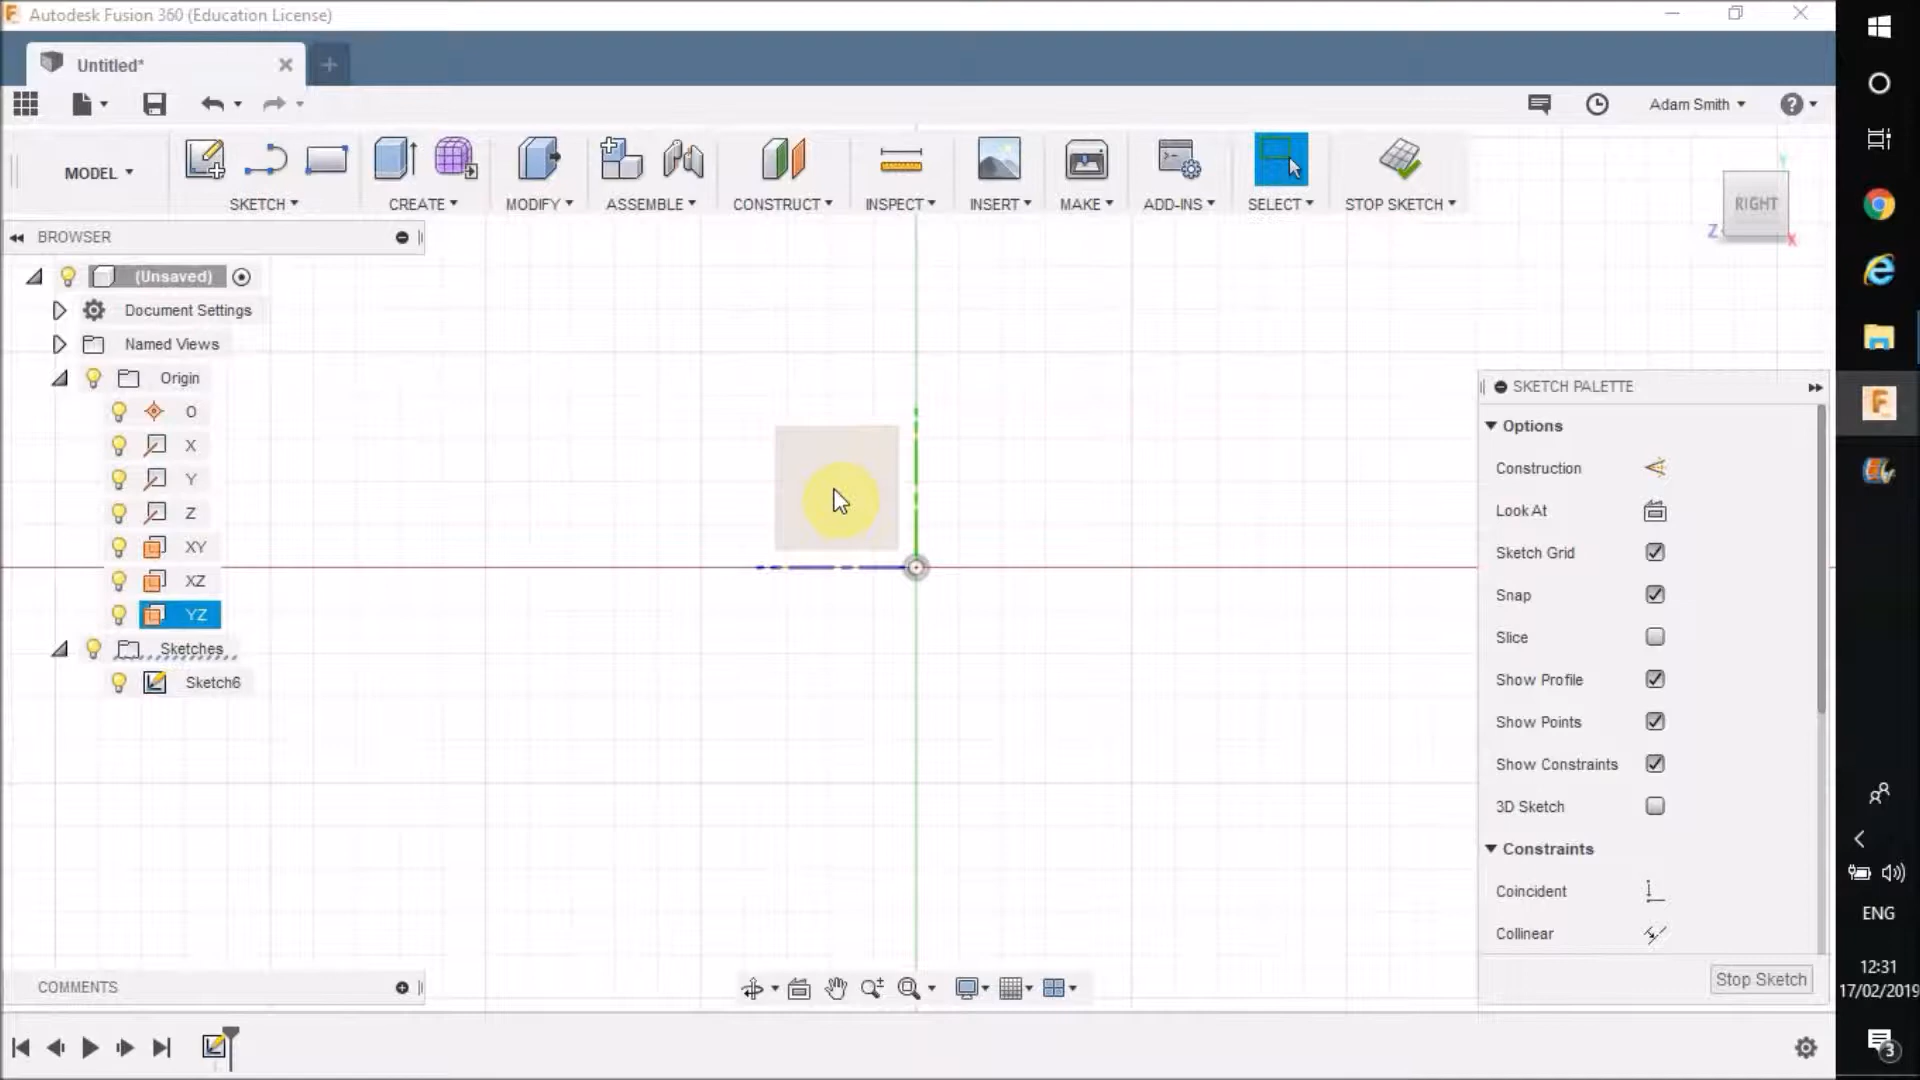 Autodesk Fusion 360 (Education License)
Untitled*
Adam Smith
MODEL
SKETCH
CREATE
MODIFY
ASSEMBLE
CONSTRUCT
INSPECT
INSERT
MAKE
ADD-INS
SELECT
STOP SKETCH
Y
RIGHT
Z
X
BROWSER
(Unsaved)
Document Settings
Named Views
Origin
O
X
Y
Z
XY
XZ
YZ
Sketches
Sketch6
SKETCH PALETTE
Options
Construction
Look At
Sketch Grid
Snap
Slice
Show Profile
Show Points
Show Constraints
3D Sketch
Constraints
Coincident
Collinear
Stop Sketch
COMMENTS
ENG
12:31
17/02/2019
3